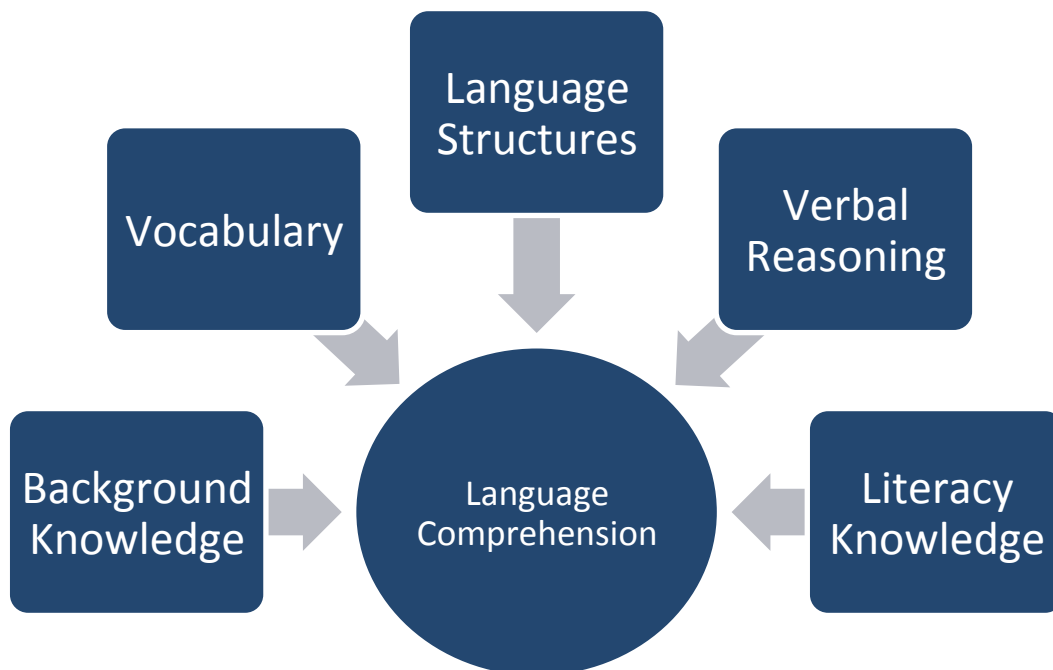 Language
Structures
Vocabulary
Verbal
Reasoning
Background
Knowledge
Language
Comprehension
Literacy
Knowledge